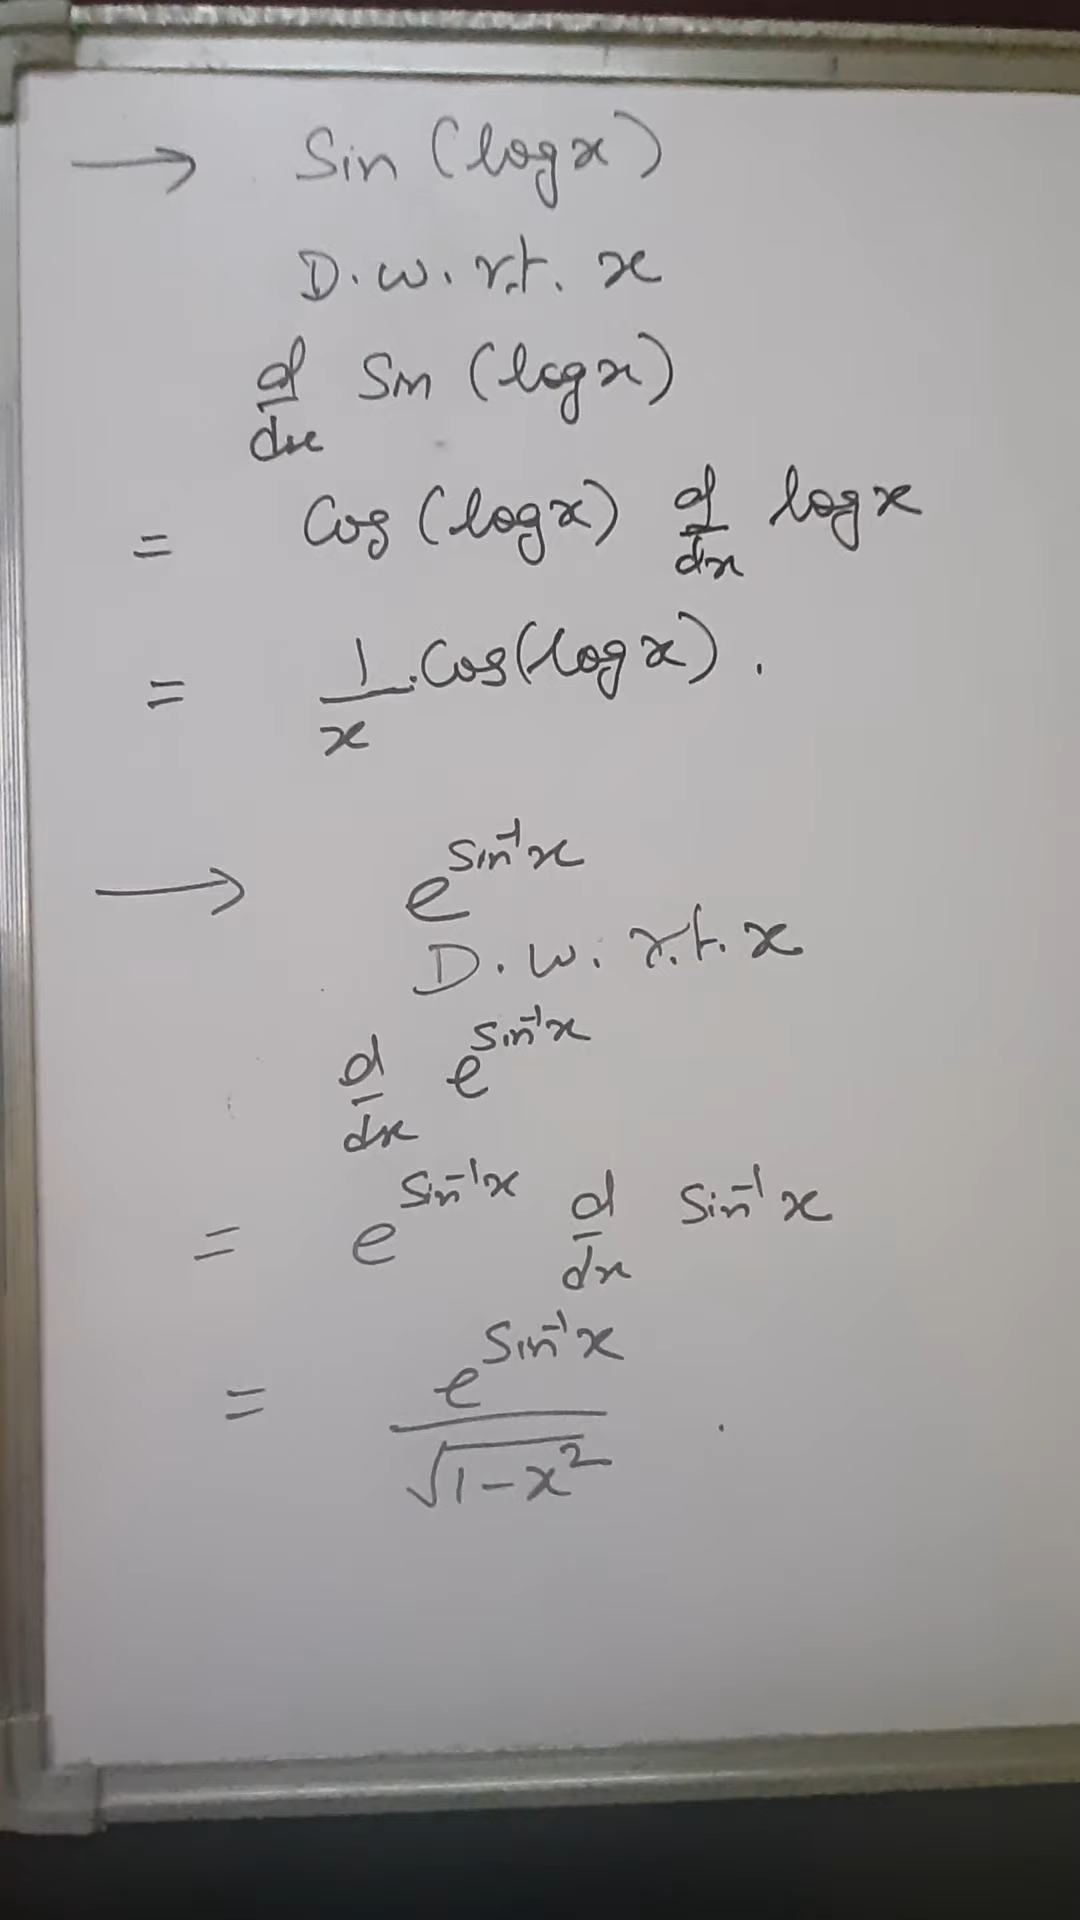 → Sin (log x)
D. w. r.t. x
d/dx Sin (log x)
= Cos (log x) d/dx log x
= 1/x . Cos(log x) .
→ e^(Sin⁻¹x)
D. w. r.t. x
d/dx e^(Sin⁻¹x)
= e^(Sin⁻¹x) d/dx Sin⁻¹x
= e^(Sin⁻¹x)/√(1-x²) .